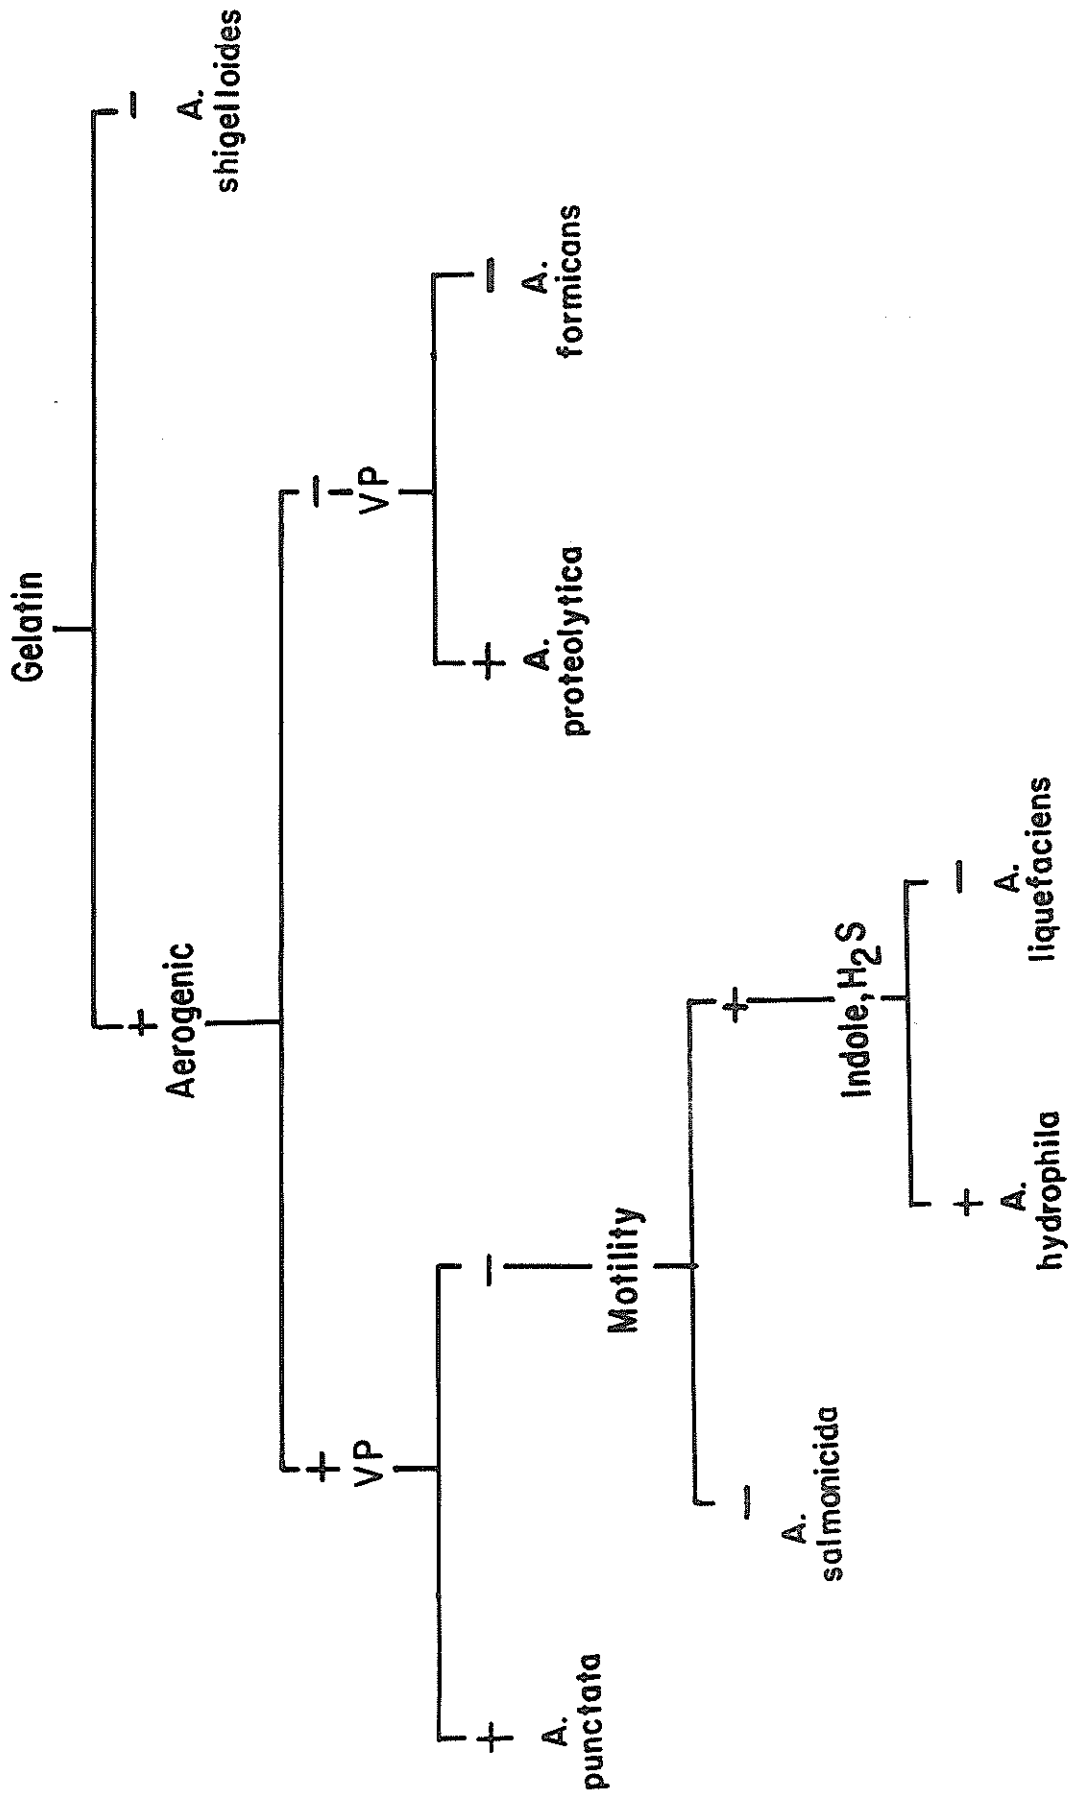 Gelatin
+
−
Aerogenic
A.
shigelloides
+
−
VP
VP
+
−
+
−
A.
punctata
A.
proteolytica
A.
formicans
Motility
−
+
A.
salmonicida
Indole, H₂S
+
−
A.
hydrophila
A.
liquefaciens